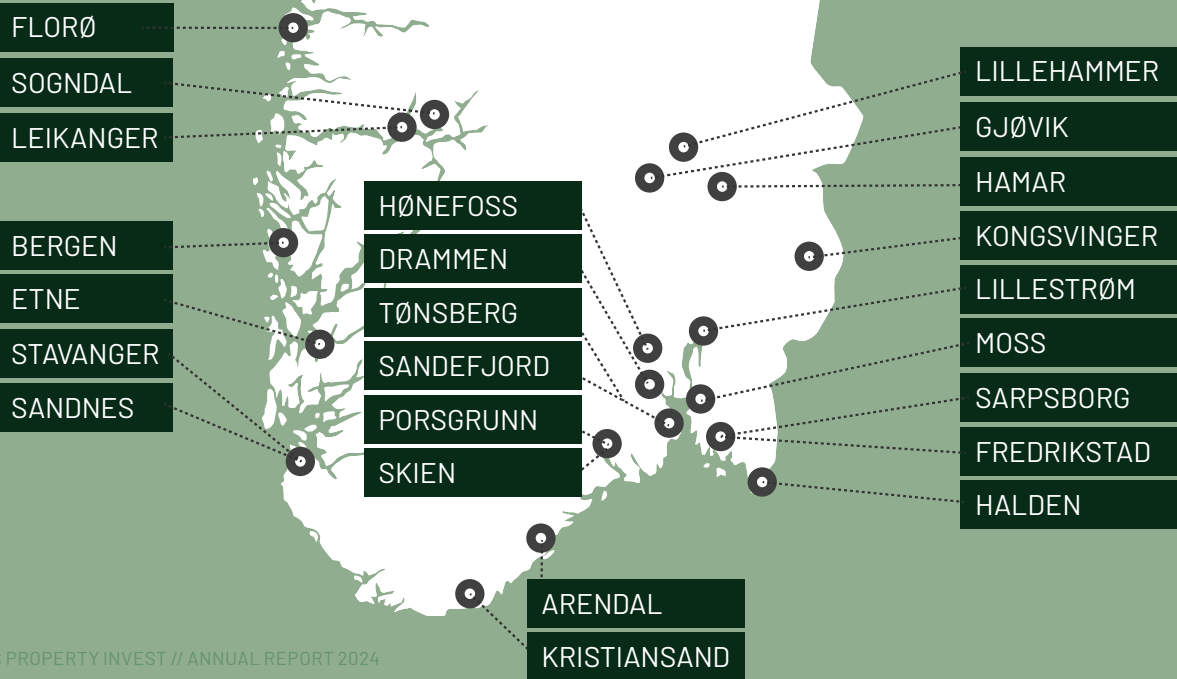 FLORØ
SOGNDAL
LEIKANGER
BERGEN
ETNE
STAVANGER
SANDNES
HØNEFOSS
DRAMMEN
TØNSBERG
SANDEFJORD
PORSGRUNN
SKIEN
LILLEHAMMER
GJØVIK
HAMAR
KONGSVINGER
LILLESTRØM
MOSS
SARPSBORG
FREDRIKSTAD
HALDEN
ARENDAL
KRISTIANSAND
PROPERTY INVEST // ANNUAL REPORT 2024